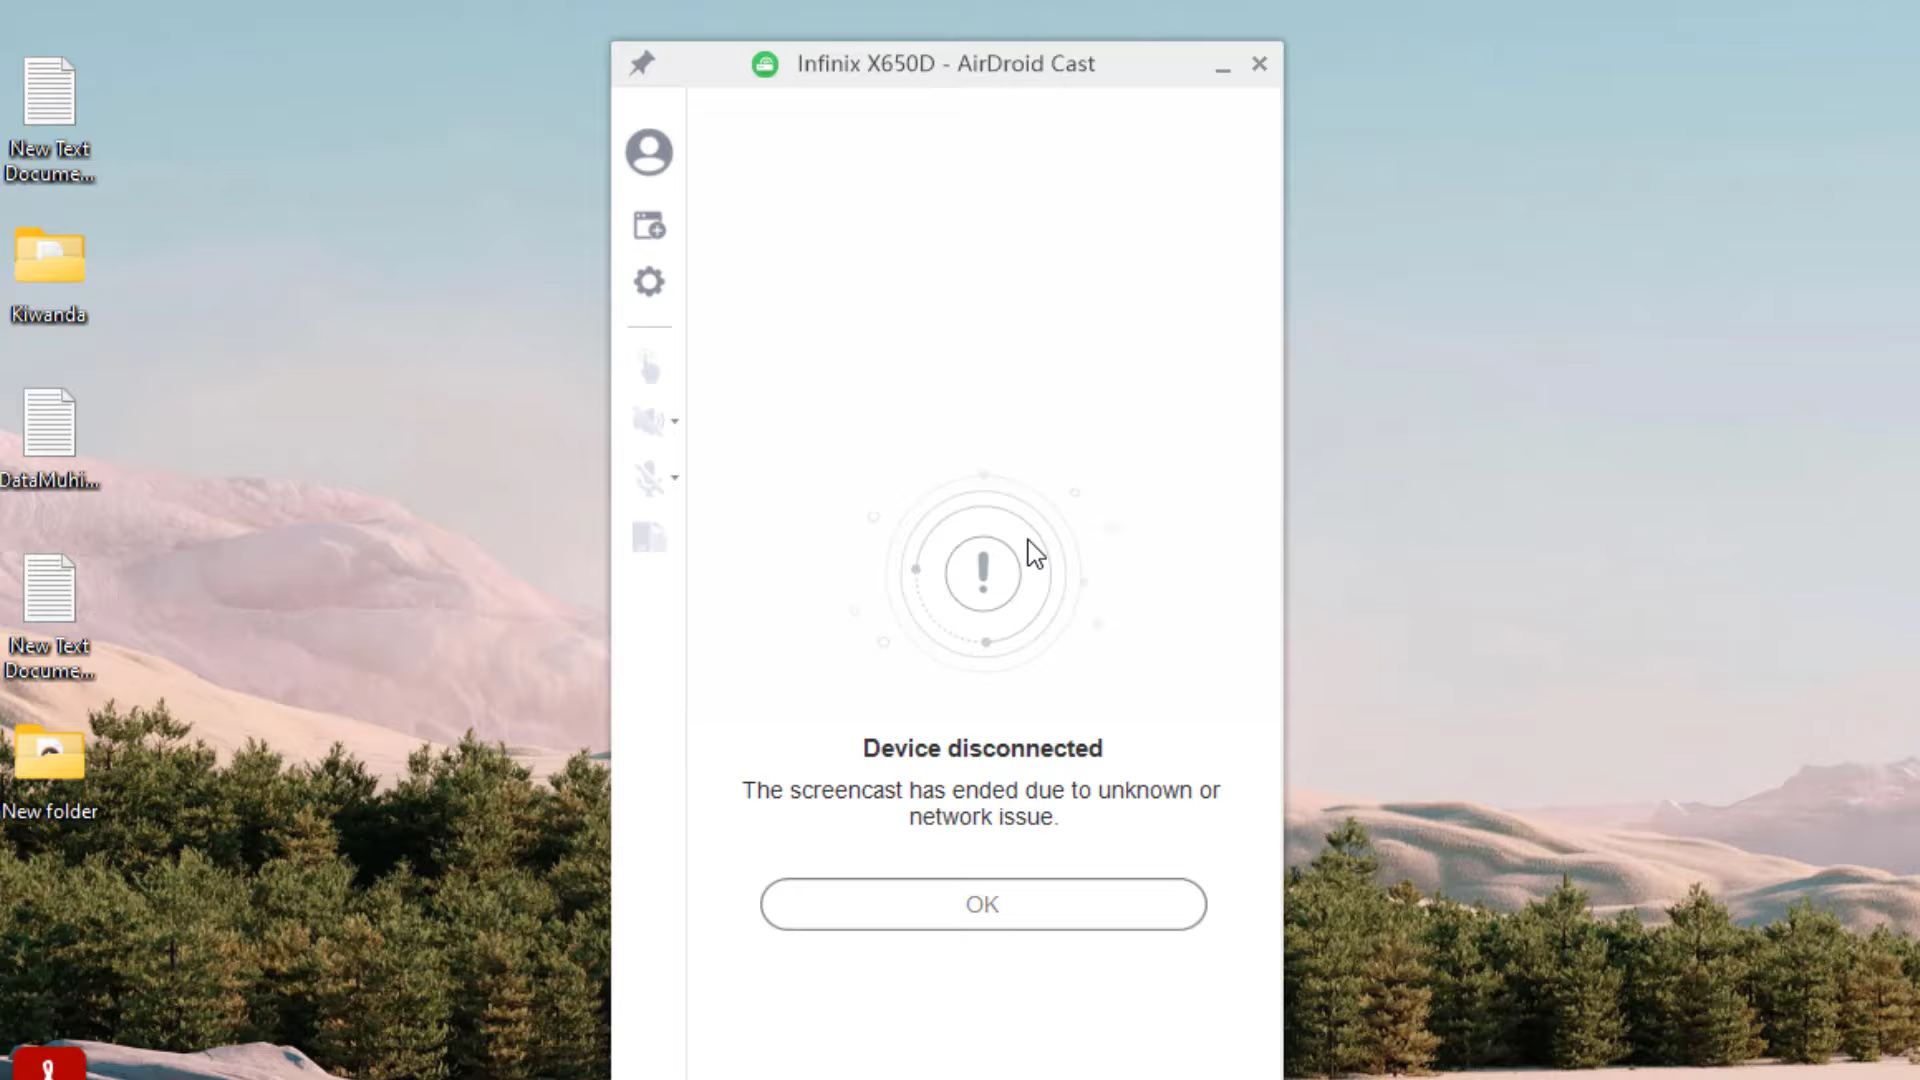 Infinix X650D - AirDroid Cast
New Text
Docume...
Kiwanda
DataMuhi...
New Text
Docume...
New folder
Device disconnected
The screencast has ended due to unknown or
network issue.
OK